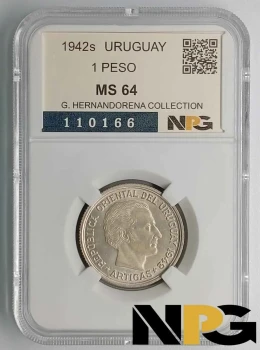 1942s URUGUAY
1 PESO
MS 64
G. HERNANDORENA COLLECTION
110166 NPG
REPUBLICA ORIENTAL DEL URUGUAY
ARTIGAS
NPG